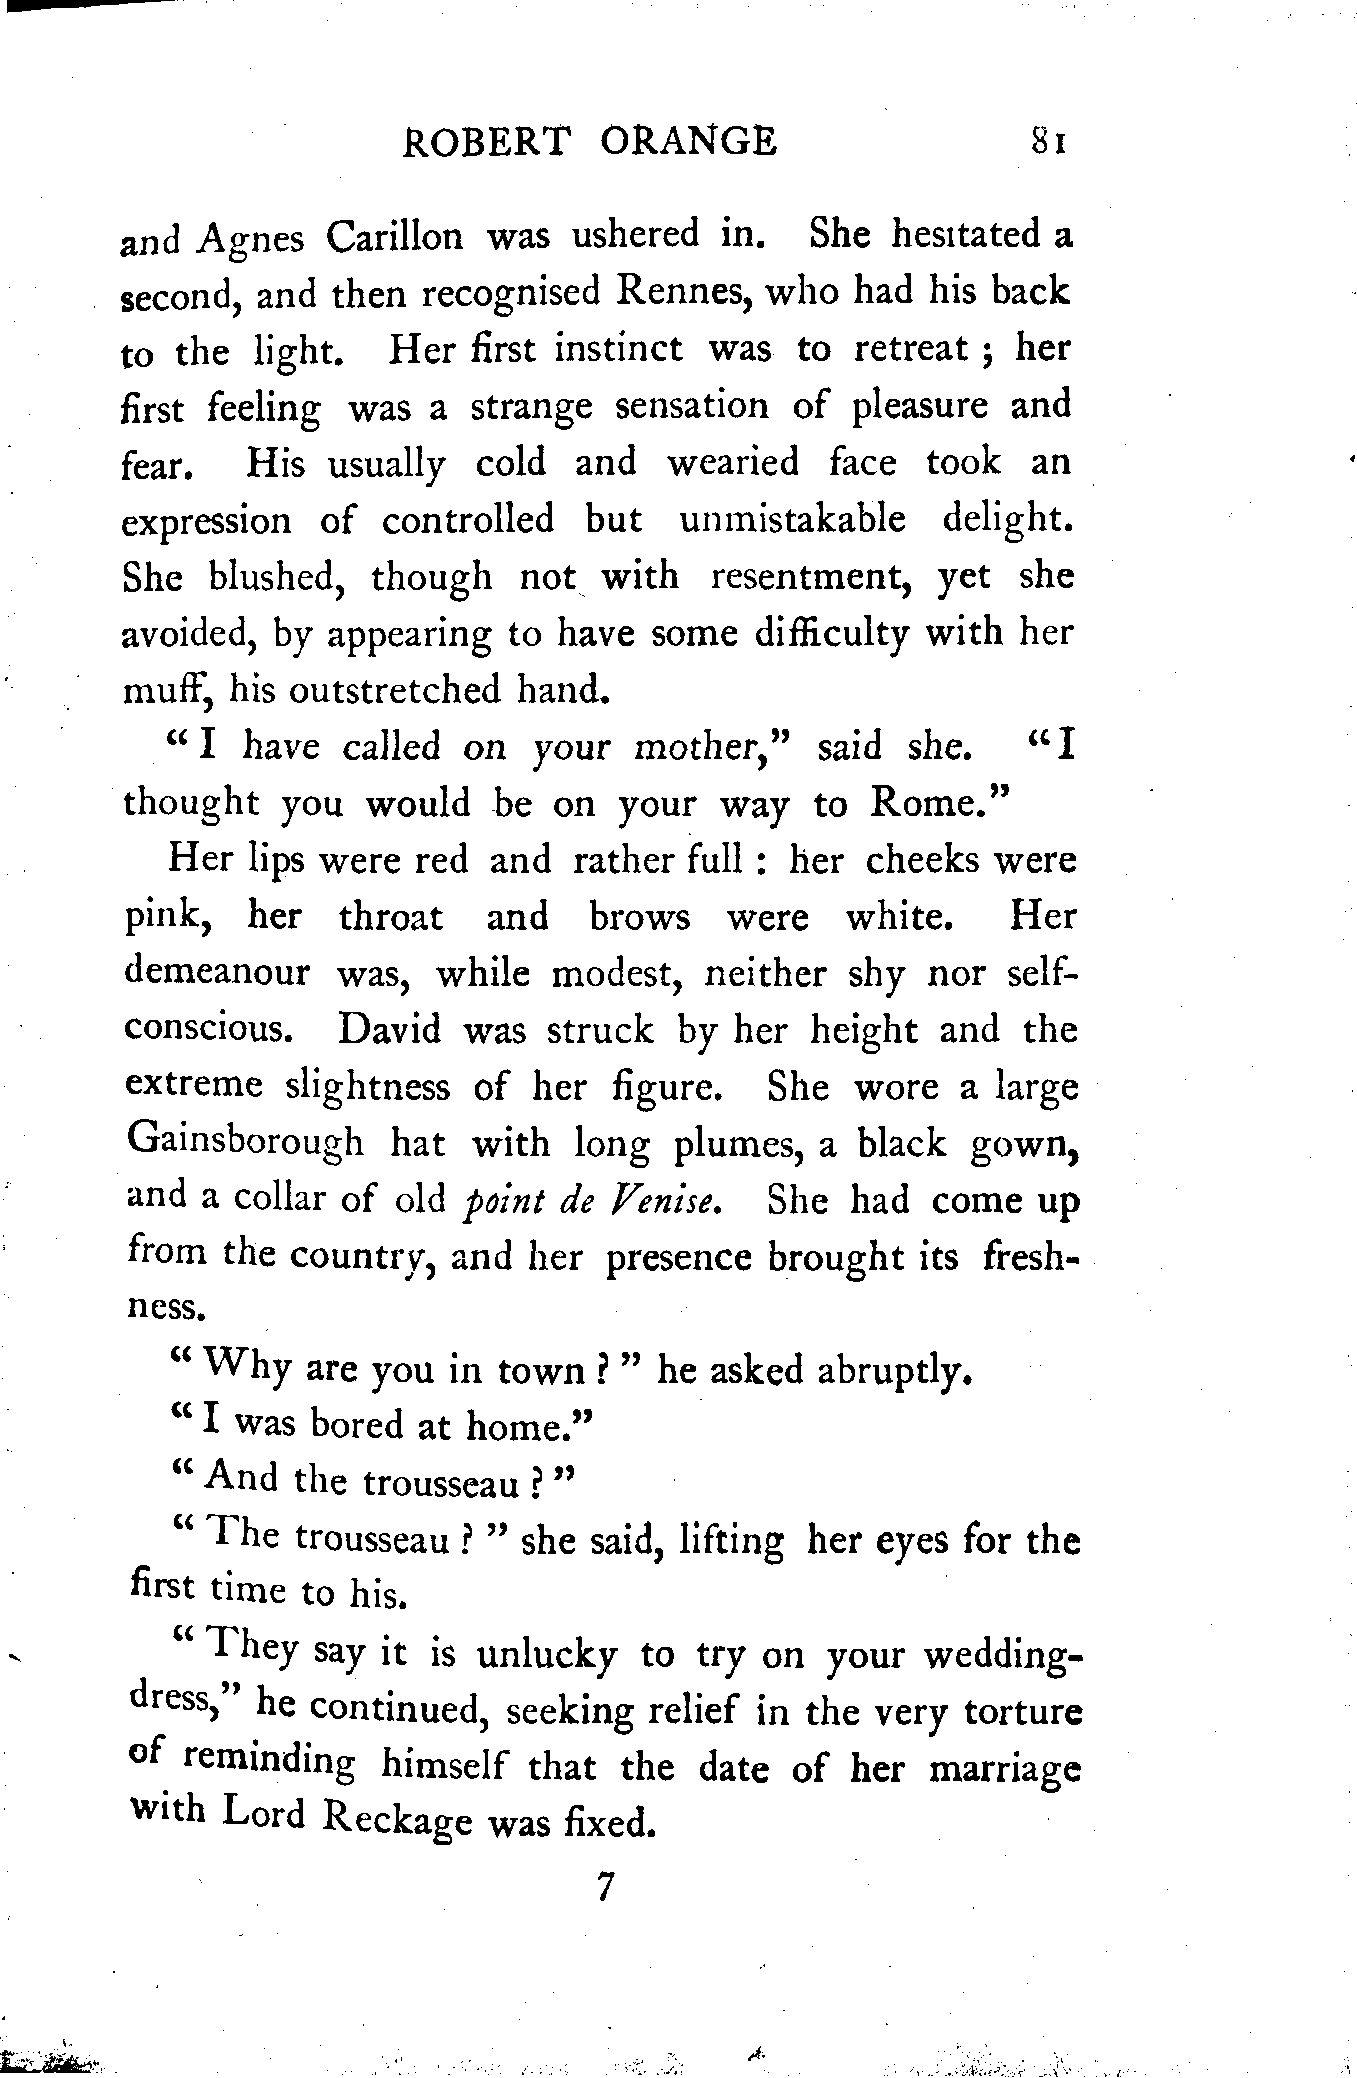 ROBERT ORANGE 81
and Agnes Carillon was ushered in. She hesitated a
second, and then recognised Rennes, who had his back
to the light. Her first instinct was to retreat ; her
first feeling was a strange sensation of pleasure and
fear. His usually cold and wearied face took an
expression of controlled but unmistakable delight.
She blushed, though not with resentment, yet she
avoided, by appearing to have some difficulty with her
muff, his outstretched hand.
“ I have called on your mother,” said she. “ I
thought you would be on your way to Rome.”
Her lips were red and rather full : her cheeks were
pink, her throat and brows were white. Her
demeanour was, while modest, neither shy nor self-
conscious. David was struck by her height and the
extreme slightness of her figure. She wore a large
Gainsborough hat with long plumes, a black gown,
and a collar of old point de Venise. She had come up
from the country, and her presence brought its fresh-
ness.
“ Why are you in town ? ” he asked abruptly.
“ I was bored at home.”
“ And the trousseau ? ”
“ The trousseau ? ” she said, lifting her eyes for the
first time to his.
“ They say it is unlucky to try on your wedding-
dress,” he continued, seeking relief in the very torture
of reminding himself that the date of her marriage
with Lord Reckage was fixed.
7